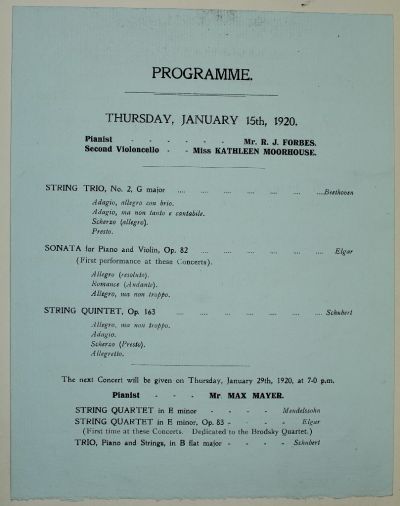 PROGRAMME.
THURSDAY, JANUARY 15th, 1920.
Pianist - - - - - - Mr. R. J. FORBES.
Second Violoncello - - Miss KATHLEEN MOORHOUSE.
STRING TRIO, No. 2, G major .... .... .... .... .... .... Beethoven
Adagio, allegro con brio.
Adagio, ma non tanto e cantabile.
Scherzo (allegro).
Presto.
SONATA for Piano and Violin, Op. 82 .... .... .... .... Elgar
(First performance at these Concerts).
Allegro (resoluto).
Romance (Andante).
Allegro, ma non troppo.
STRING QUINTET, Op. 163 .... .... .... .... .... .... Schubert
Allegro, ma non troppo.
Adagio.
Scherzo (Presto).
Allegretto.
The next Concert will be given on Thursday, January 29th, 1920, at 7-0 p.m.
Pianist - - - Mr MAX MAYER.
STRING QUARTET in E minor - - - - Mendelssohn
STRING QUARTET in E minor, Op. 83 - - - - Elgar
(First time at these Concerts. Dedicated to the Brodsky Quartet.)
TRIO, Piano and Strings, in B flat major - - - - Schubert